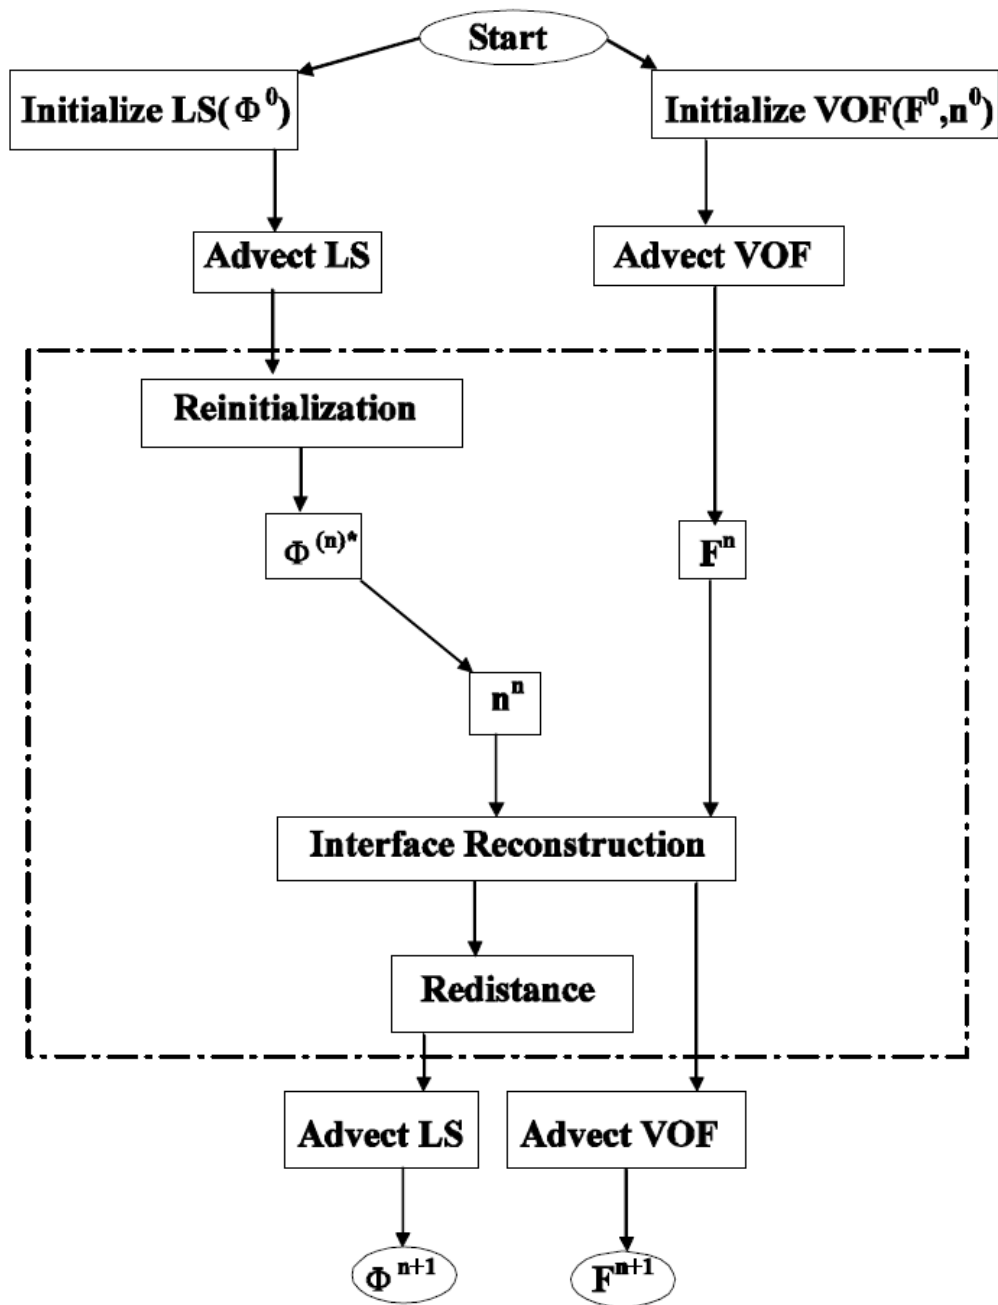 Start
Initialize LS(Φ⁰)
Initialize VOF(F⁰,n⁰)
Advect LS
Advect VOF
Reinitialization
Φ⁽ⁿ⁾*
Fⁿ
nⁿ
Interface Reconstruction
Redistance
Advect LS
Advect VOF
Φⁿ⁺¹
Fⁿ⁺¹